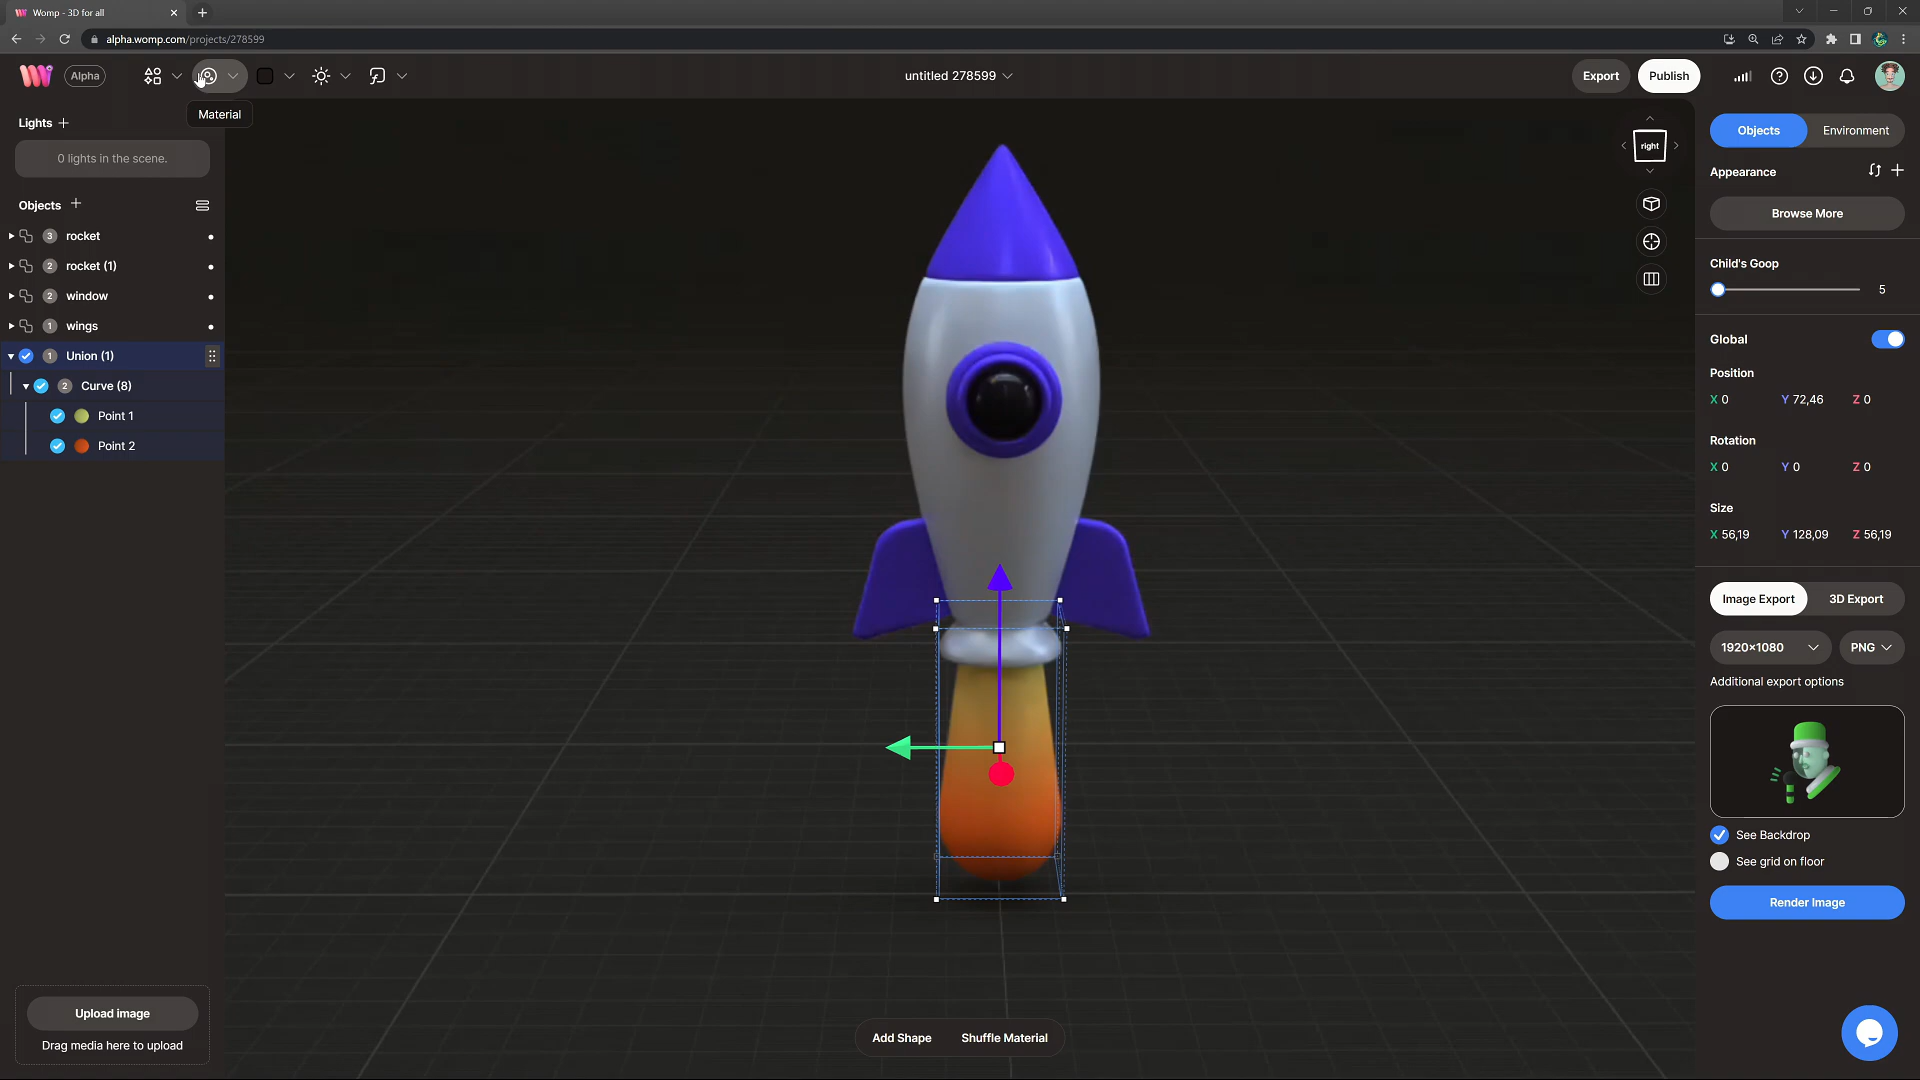 Womp - 3D for all
alpha.womp.com/projects/278599
Alpha
untitled 278599
Export
Publish
Material
Lights
0 lights in the scene.
Objects
3 rocket
2 rocket (1)
2 window
1 wings
1 Union (1)
2 Curve (8)
Point 1
Point 2
Upload image
Drag media here to upload
right
Add Shape
Shuffle Material
Objects
Environment
Appearance
Browse More
Child's Goop
5
Global
Position
X 0 Y 72,46 Z 0
Rotation
X 0 Y 0 Z 0
Size
X 56,19 Y 128,09 Z 56,19
Image Export
3D Export
1920×1080
PNG
Additional export options
See Backdrop
See grid on floor
Render Image